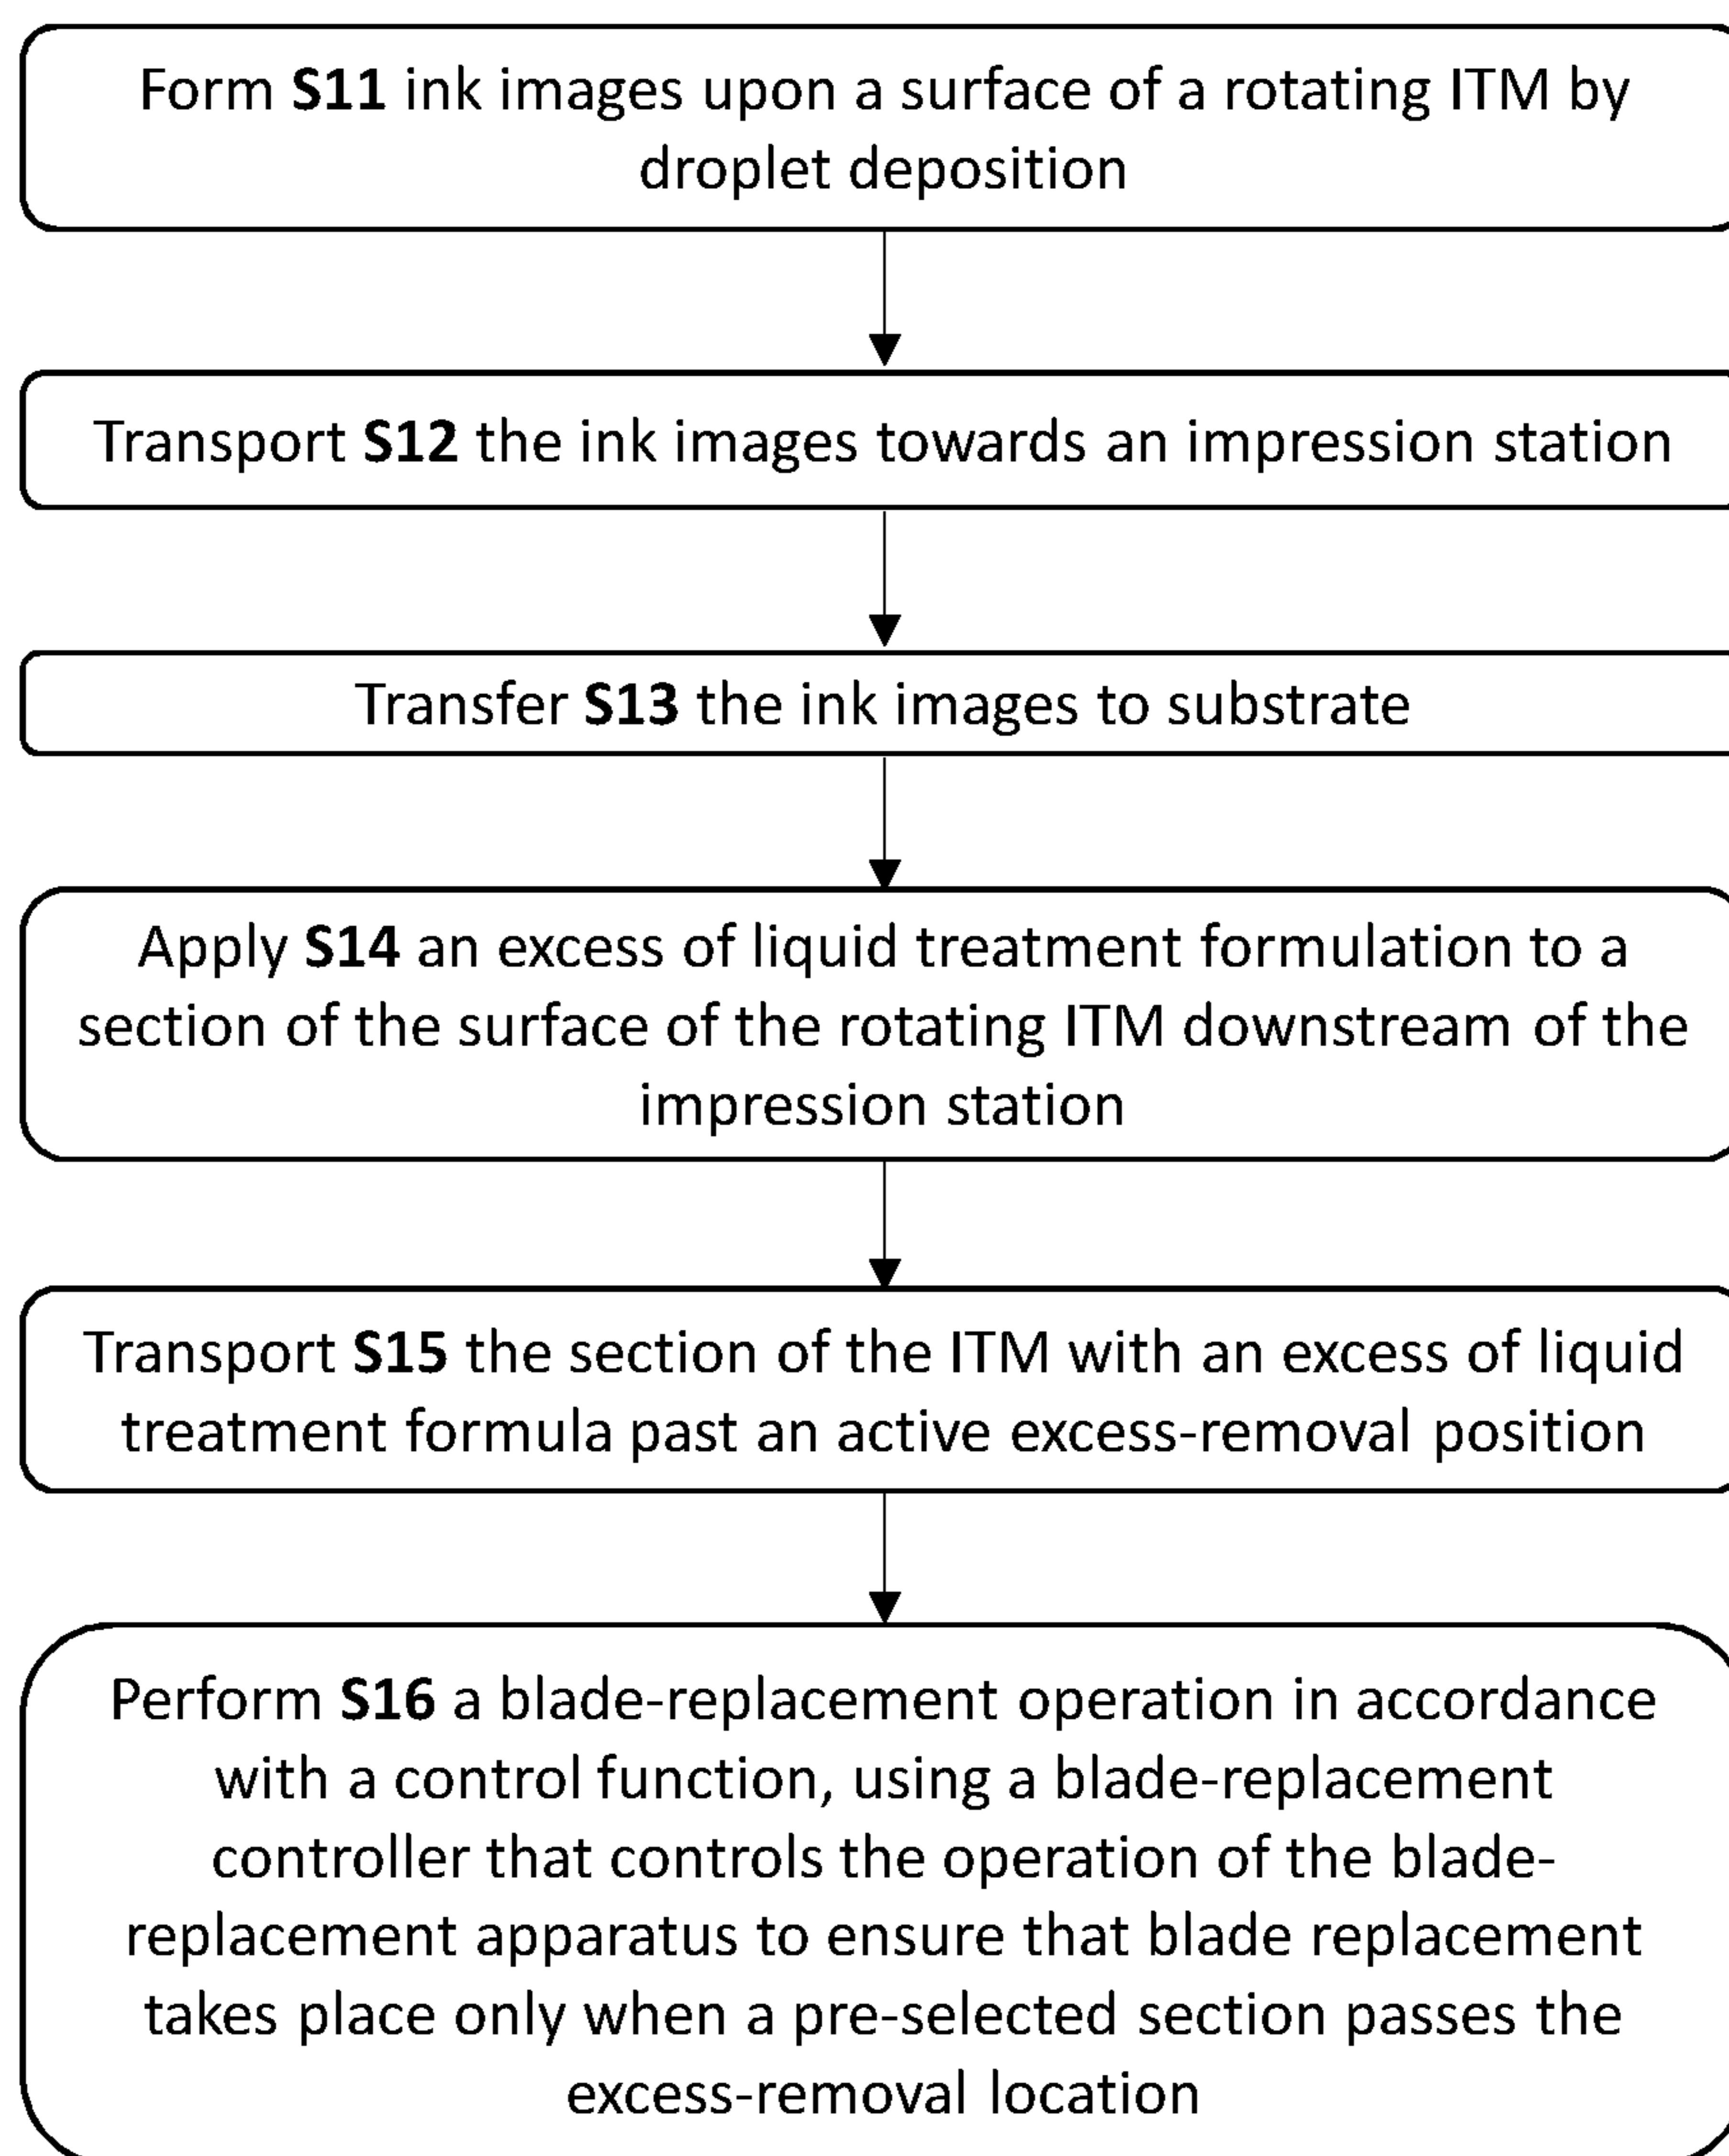 Form S11 ink images upon a surface of a rotating ITM by
droplet deposition
Transport S12 the ink images towards an impression station
Transfer S13 the ink images to substrate
Apply S14 an excess of liquid treatment formulation to a
section of the surface of the rotating ITM downstream of the
impression station
Transport S15 the section of the ITM with an excess of liquid
treatment formula past an active excess-removal position
Perform S16 a blade-replacement operation in accordance
with a control function, using a blade-replacement
controller that controls the operation of the blade-
replacement apparatus to ensure that blade replacement
takes place only when a pre-selected section passes the
excess-removal location